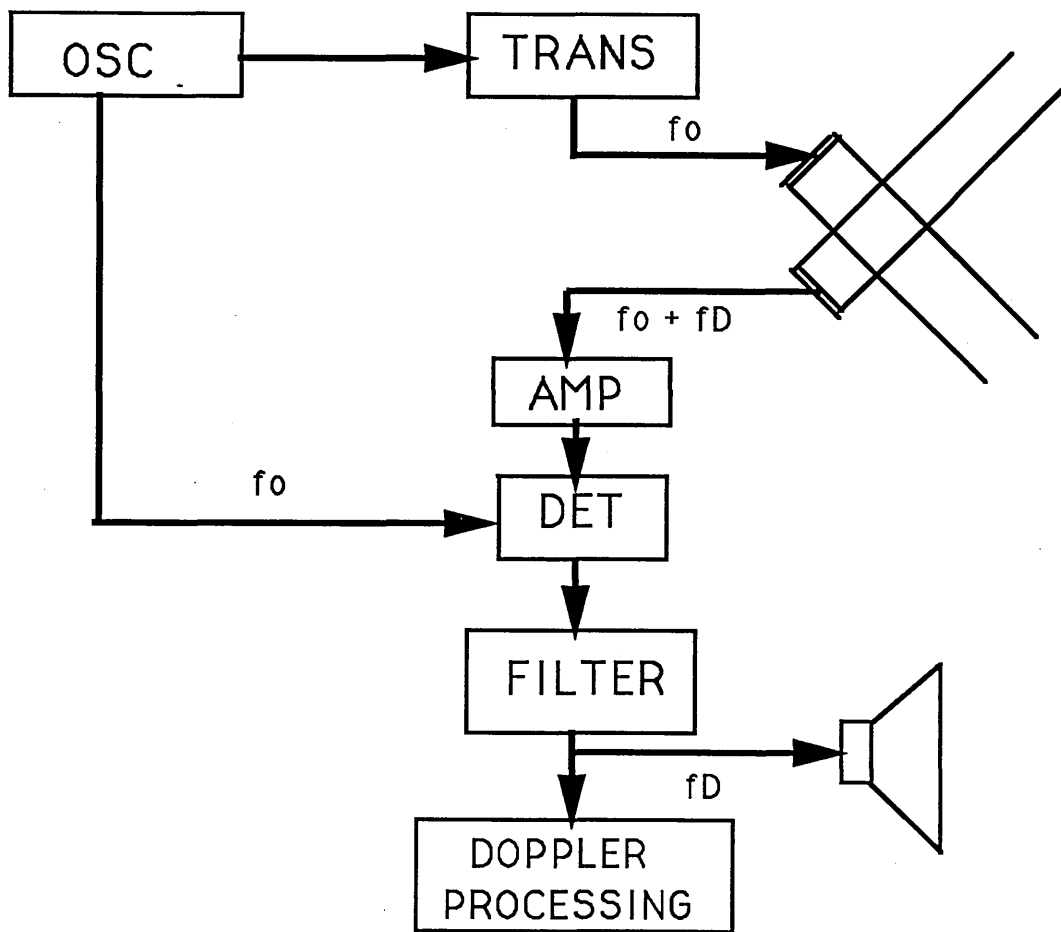 OSC
TRANS
fo
fo + fD
AMP
fo
DET
FILTER
fD
DOPPLER
PROCESSING